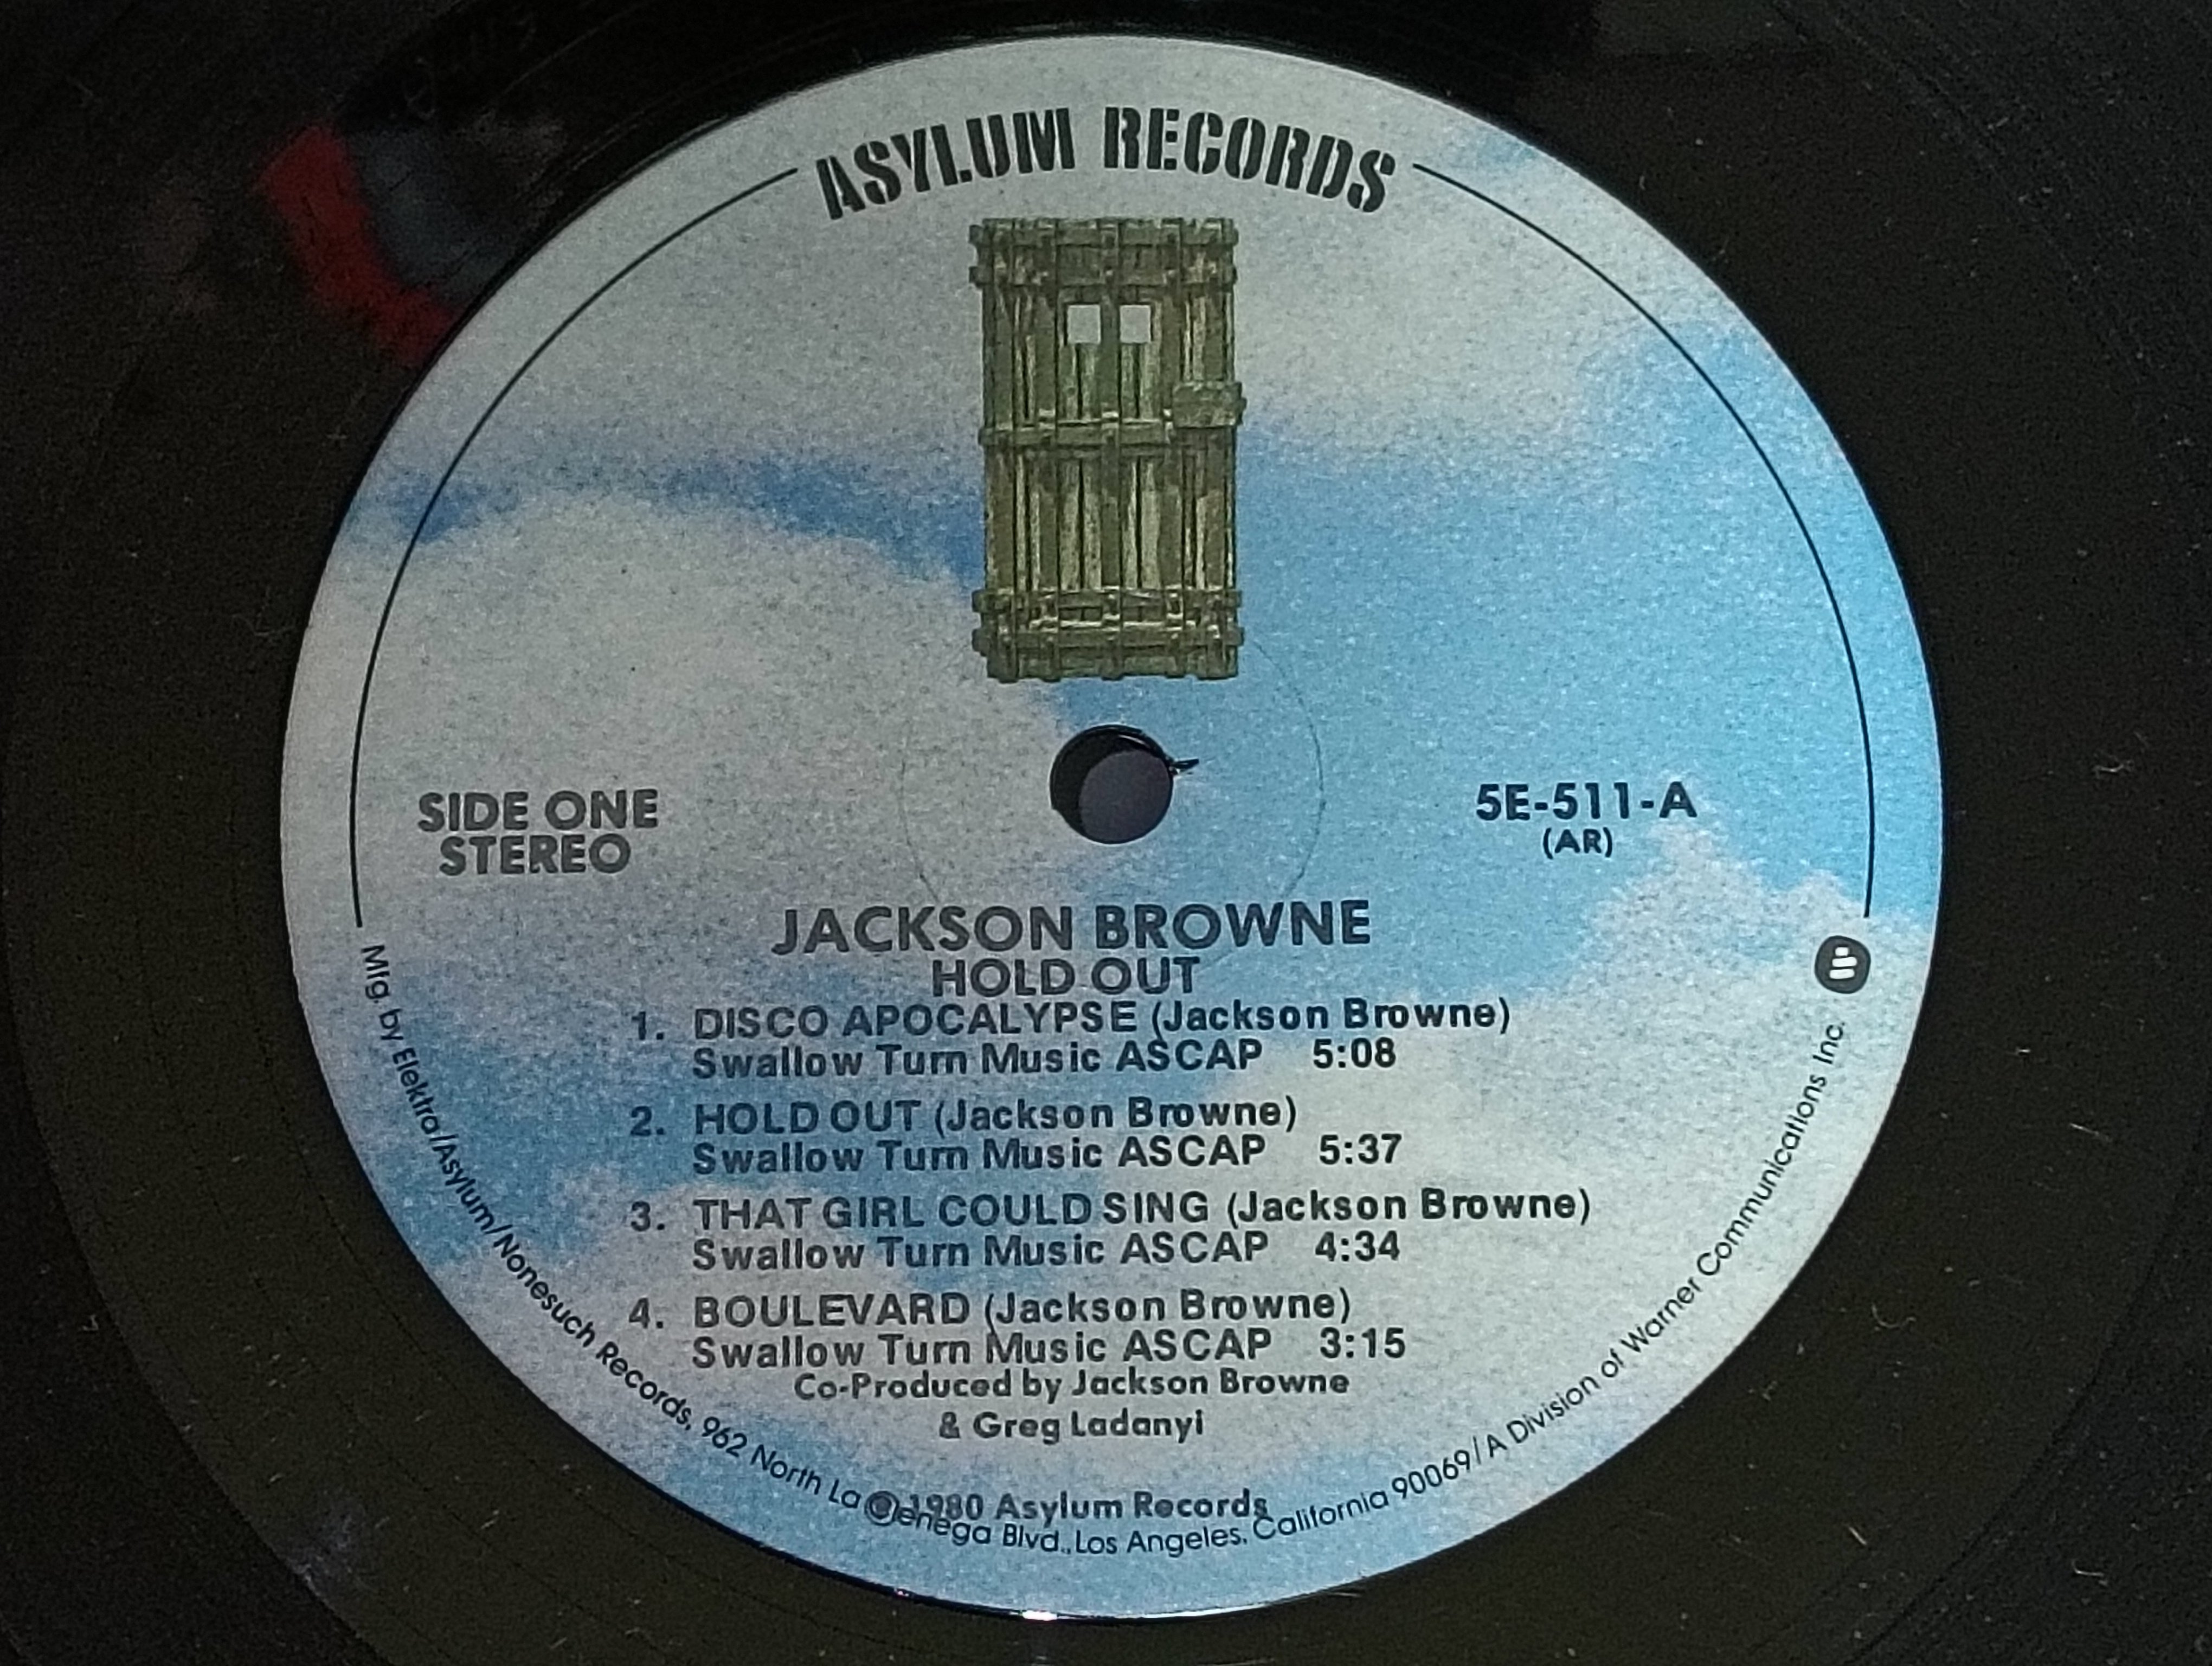 ASYLUM RECORDS
SIDE ONE
STEREO
5E-511-A
(AR)
JACKSON BROWNE
HOLD OUT
1. DISCO APOCALYPSE (Jackson Browne)
Swallow Turn Music ASCAP 5:08
2. HOLD OUT (Jackson Browne)
Swallow Turn Music ASCAP 5:37
3. THAT GIRL COULD SING (Jackson Browne)
Swallow Turn Music ASCAP 4:34
4. BOULEVARD (Jackson Browne)
Swallow Turn Music ASCAP 3:15
Co-Produced by Jackson Browne
& Greg Ladanyi
℗1980 Asylum Records
Mfg. by Elektra/Asylum/Nonesuch Records, 962 North La Cienega Blvd., Los Angeles, California 90069/A Division of Warner Communications Inc.